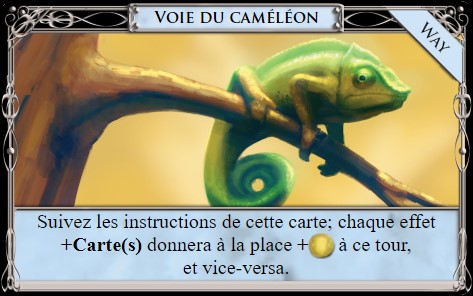 VOIE DU CAMÉLÉON
WAY
Suivez les instructions de cette carte; chaque effet
+Carte(s) donnera à la place + à ce tour,
et vice-versa.